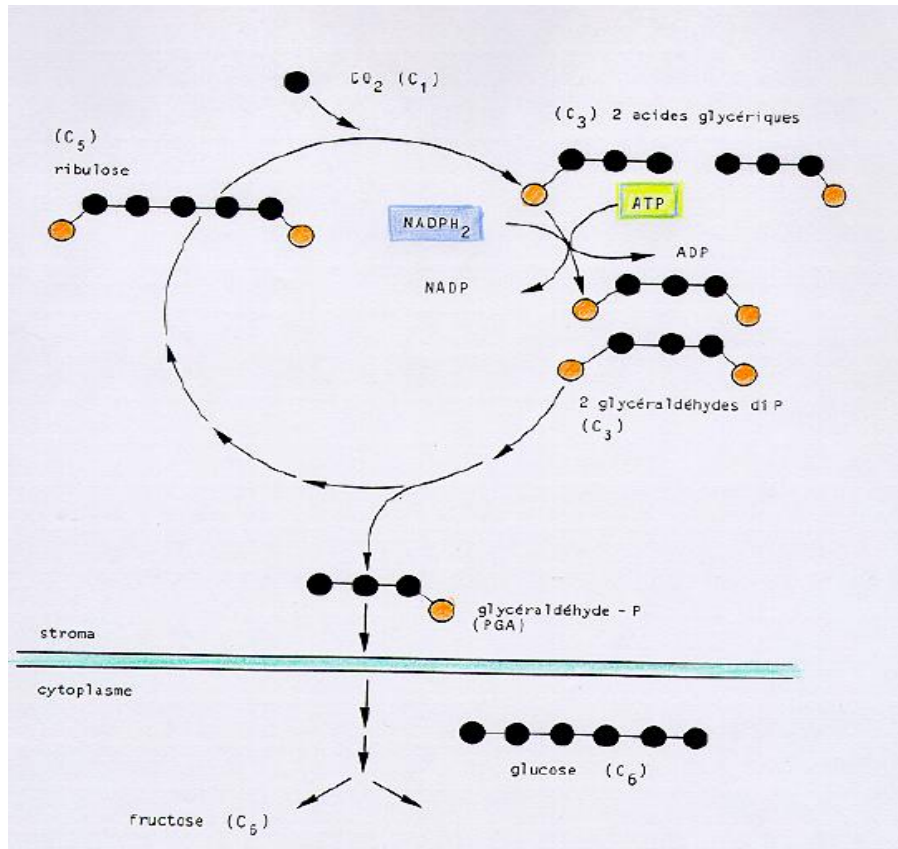 CO₂ (C₁)
(C₃) 2 acides glycériques
(C₅)
ribulose
ATP
NADPH₂
ADP
NADP
2 glycéraldéhydes diP
(C₃)
glycéraldéhyde - P
(PGA)
stroma
cytoplasme
glucose (C₆)
fructose (C₆)